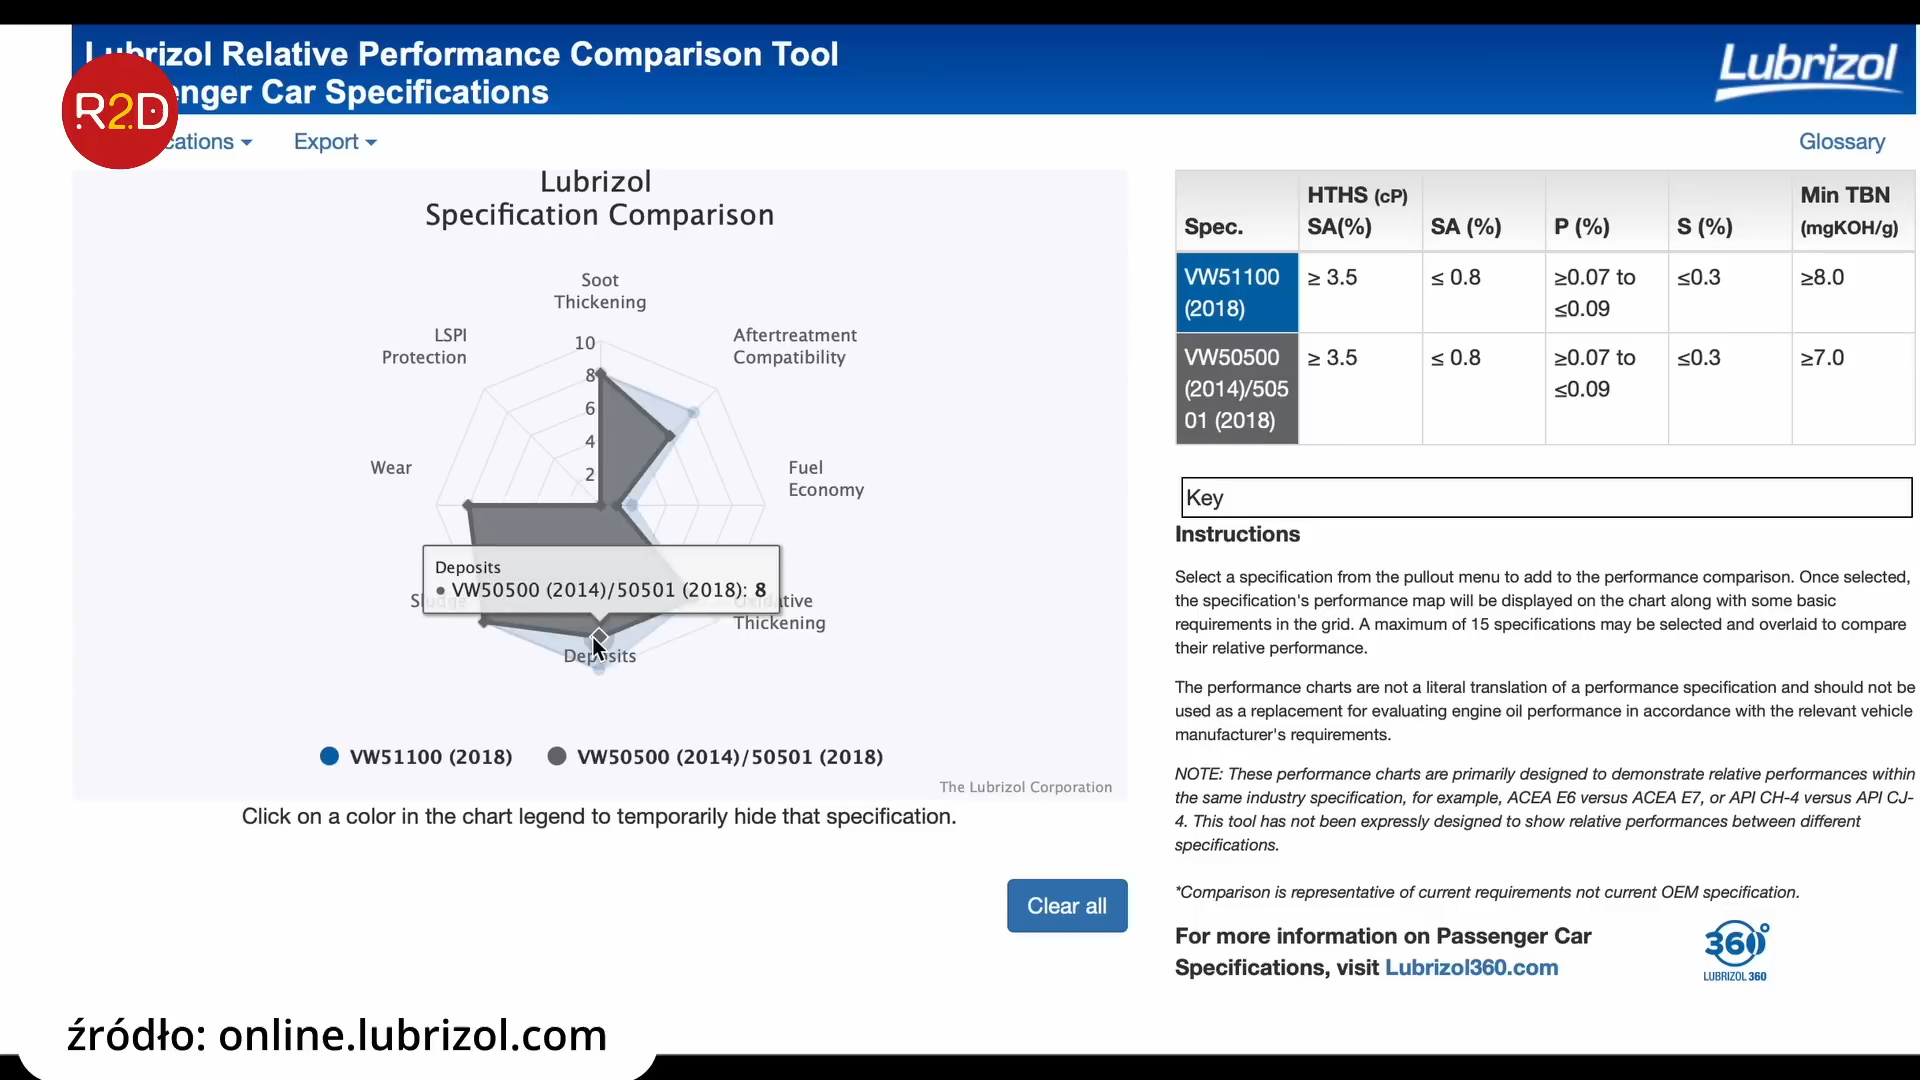 Lubrizol Relative Performance Comparison Tool
enger Car Specifications
Lubrizol
R2D
cations
Export
Glossary
Lubrizol
Specification Comparison
Soot
Thickening
LSPI
Protection
Aftertreatment
Compatibility
10
8
6
4
2
Wear
Fuel
Economy
Deposits
VW50500 (2014)/50501 (2018): 8
Sludge
Oxidative
Thickening
Deposits
VW51100 (2018)
VW50500 (2014)/50501 (2018)
The Lubrizol Corporation
Click on a color in the chart legend to temporarily hide that specification.
Clear all
Spec.
HTHS (cP)
SA(%)
SA (%)
P (%)
S (%)
Min TBN
(mgKOH/g)
VW51100
(2018)
≥ 3.5
≤ 0.8
≥0.07 to
≤0.09
≤0.3
≥8.0
VW50500
(2014)/505
01 (2018)
≥ 3.5
≤ 0.8
≥0.07 to
≤0.09
≤0.3
≥7.0
Key
Instructions
Select a specification from the pullout menu to add to the performance comparison. Once selected,
the specification's performance map will be displayed on the chart along with some basic
requirements in the grid. A maximum of 15 specifications may be selected and overlaid to compare
their relative performance.
The performance charts are not a literal translation of a performance specification and should not be
used as a replacement for evaluating engine oil performance in accordance with the relevant vehicle
manufacturer's requirements.
NOTE: These performance charts are primarily designed to demonstrate relative performances within
the same industry specification, for example, ACEA E6 versus ACEA E7, or API CH-4 versus API CJ-
4. This tool has not been expressly designed to show relative performances between different
specifications.
*Comparison is representative of current requirements not current OEM specification.
For more information on Passenger Car
Specifications, visit Lubrizol360.com
360°
LUBRIZOL 360
źródło: online.lubrizol.com